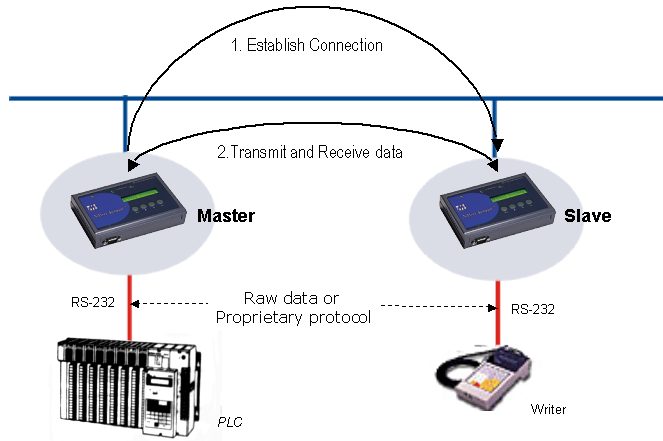 1. Establish Connection
2.Transmit and Receive data
Master
Slave
RS-232
Raw data or
Proprietary protocol
RS-232
PLC
Writer